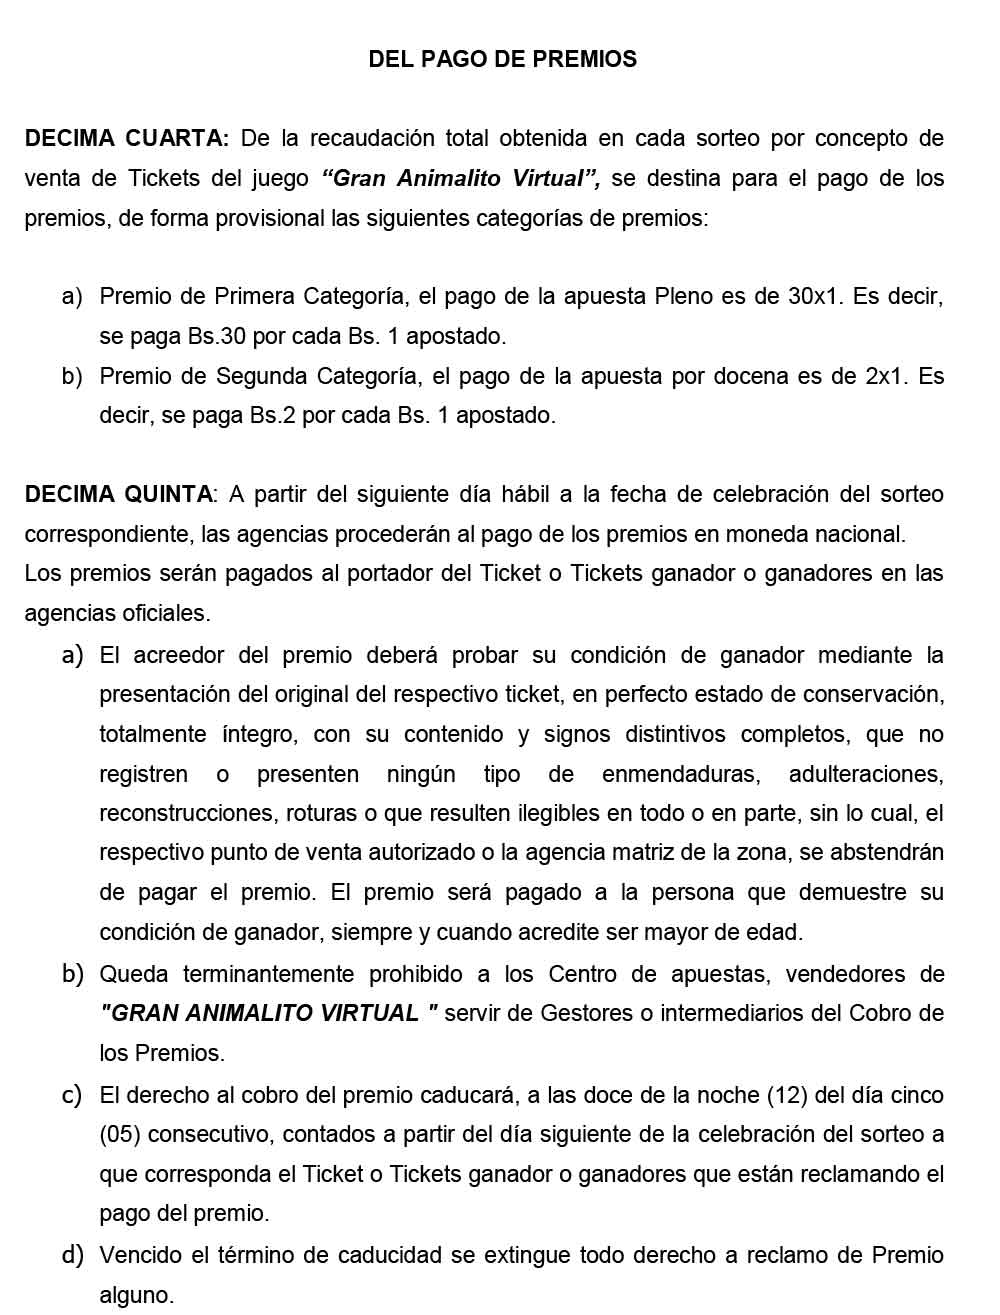 DEL PAGO DE PREMIOS
DECIMA CUARTA: De la recaudación total obtenida en cada sorteo por concepto de
venta de Tickets del juego “Gran Animalito Virtual”, se destina para el pago de los
premios, de forma provisional las siguientes categorías de premios:
a) Premio de Primera Categoría, el pago de la apuesta Pleno es de 30x1. Es decir,
se paga Bs.30 por cada Bs. 1 apostado.
b) Premio de Segunda Categoría, el pago de la apuesta por docena es de 2x1. Es
decir, se paga Bs.2 por cada Bs. 1 apostado.
DECIMA QUINTA: A partir del siguiente día hábil a la fecha de celebración del sorteo
correspondiente, las agencias procederán al pago de los premios en moneda nacional.
Los premios serán pagados al portador del Ticket o Tickets ganador o ganadores en las
agencias oficiales.
a) El acreedor del premio deberá probar su condición de ganador mediante la
presentación del original del respectivo ticket, en perfecto estado de conservación,
totalmente íntegro, con su contenido y signos distintivos completos, que no
registren o presenten ningún tipo de enmendaduras, adulteraciones,
reconstrucciones, roturas o que resulten ilegibles en todo o en parte, sin lo cual, el
respectivo punto de venta autorizado o la agencia matriz de la zona, se abstendrán
de pagar el premio. El premio será pagado a la persona que demuestre su
condición de ganador, siempre y cuando acredite ser mayor de edad.
b) Queda terminantemente prohibido a los Centro de apuestas, vendedores de
"GRAN ANIMALITO VIRTUAL " servir de Gestores o intermediarios del Cobro de
los Premios.
c) El derecho al cobro del premio caducará, a las doce de la noche (12) del día cinco
(05) consecutivo, contados a partir del día siguiente de la celebración del sorteo a
que corresponda el Ticket o Tickets ganador o ganadores que están reclamando el
pago del premio.
d) Vencido el término de caducidad se extingue todo derecho a reclamo de Premio
alguno.